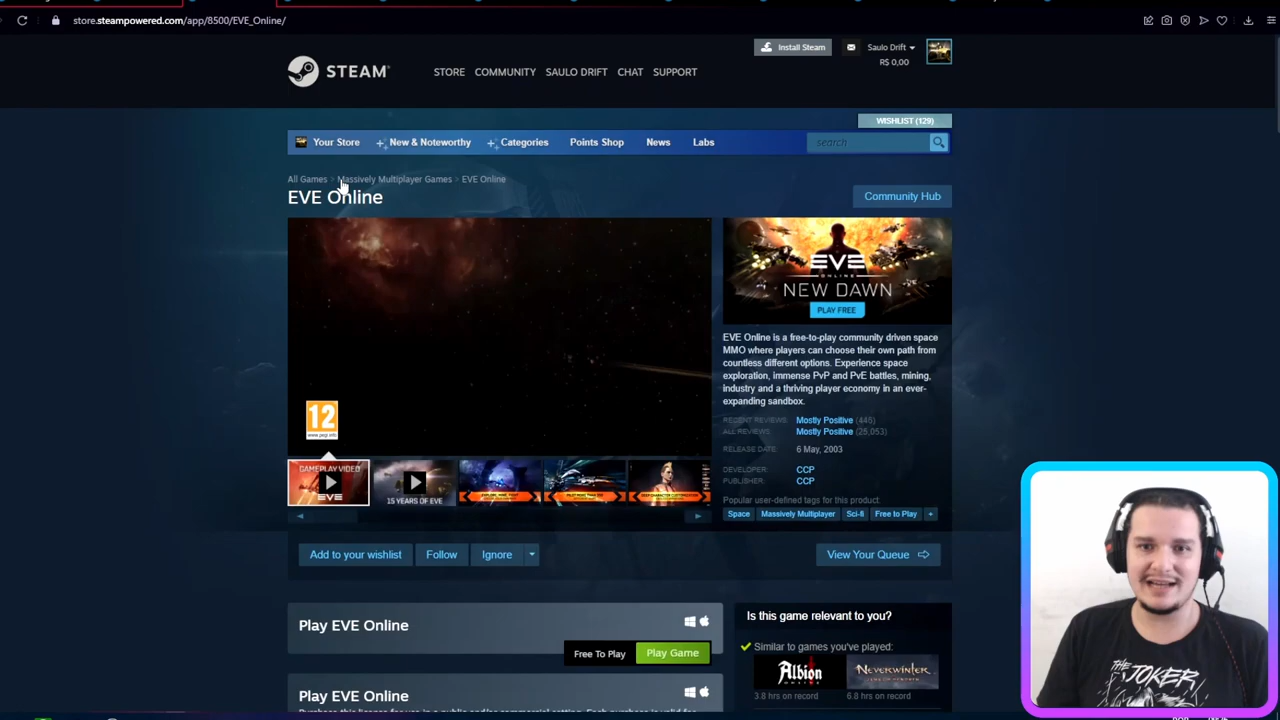 store.steampowered.com/app/8500/EVE_Online/
Install Steam
Saulo Drift
R$ 0,00
STEAM
STORE COMMUNITY SAULO DRIFT CHAT SUPPORT
WISHLIST (129)
Your Store New & Noteworthy Categories Points Shop News Labs
search
All Games > Massively Multiplayer Games > EVE Online
EVE Online
Community Hub
EVE
ONLINE
NEW DAWN
PLAY FREE
EVE Online is a free-to-play community driven space
MMO where players can choose their own path from
countless different options. Experience space
exploration, immense PvP and PvE battles, mining,
industry and a thriving player economy in an ever-
expanding sandbox.
RECENT REVIEWS: Mostly Positive (446)
ALL REVIEWS: Mostly Positive (25,053)
RELEASE DATE: 6 May, 2003
DEVELOPER: CCP
PUBLISHER: CCP
Popular user-defined tags for this product:
Space Massively Multiplayer Sci-fi Free to Play +
12
www.pegi.info
GAMEPLAY VIDEO
EVE
15 YEARS OF EVE
Add to your wishlist Follow Ignore
View Your Queue
Play EVE Online
Free To Play Play Game
Play EVE Online
Is this game relevant to you?
Similar to games you've played:
Albion
ONLINE
NEVERWINTER
3.8 hrs on record 6.8 hrs on record
THE JOKER